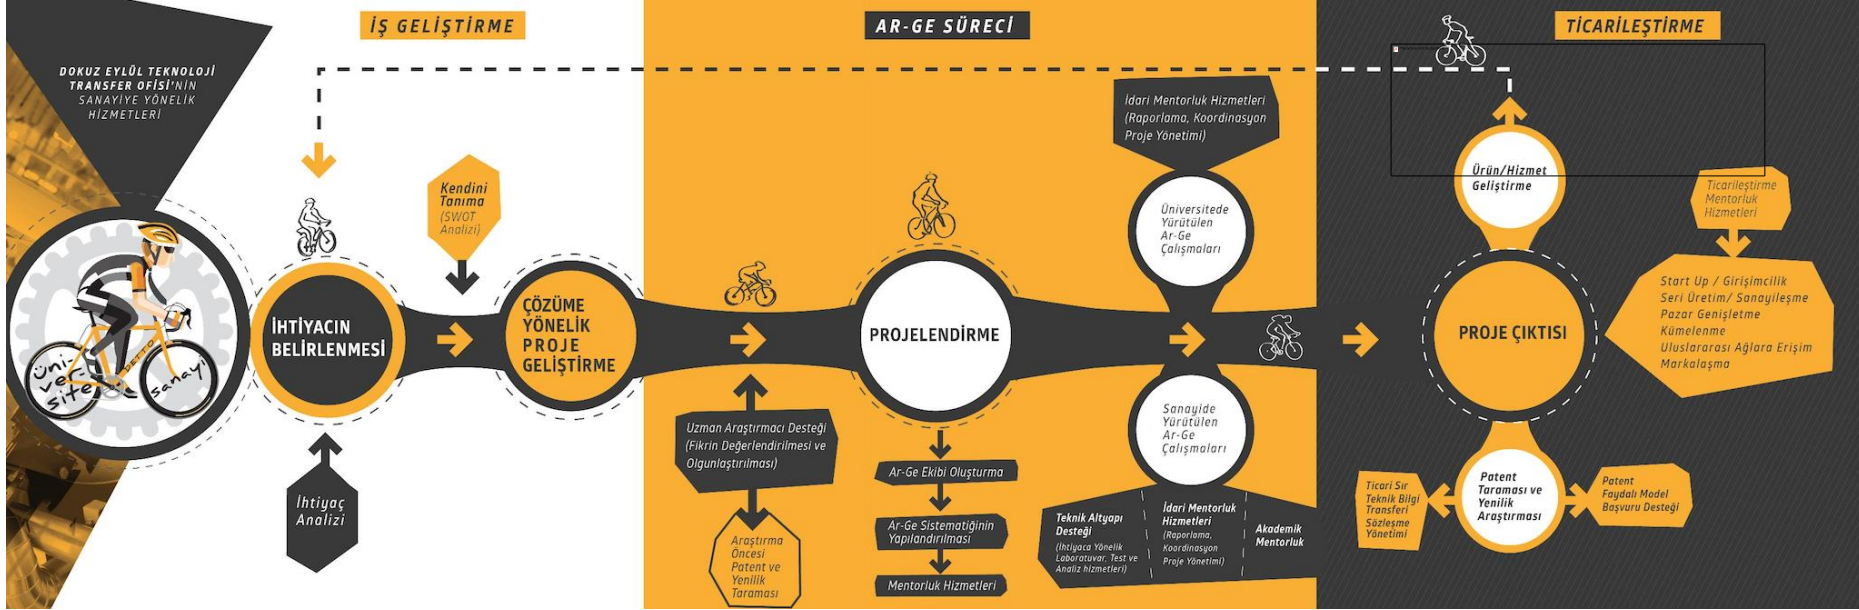 DOKUZ EYLÜL TEKNOLOJİ
TRANSFER OFİSİ'NİN
SANAYİYE YÖNELİK
HİZMETLERİ
üni-
ver-
site
sanayi
DETTO
İŞ GELİŞTİRME
İHTİYACIN
BELİRLENMESİ
İhtiyaç
Analizi
Kendini
Tanıma
(SWOT
Analizi)
ÇÖZÜME
YÖNELİK
PROJE
GELİŞTİRME
AR-GE SÜRECİ
Uzman Araştırmacı Desteği
(Fikrin Değerlendirilmesi ve
Olgunlaştırılması)
Araştırma
Öncesi
Patent ve
Yenilik
Taraması
PROJELENDİRME
Ar-Ge Ekibi Oluşturma
Ar-Ge Sistematiğinin
Yapılandırılması
Mentorluk Hizmetleri
İdari Mentorluk Hizmetleri
(Raporlama, Koordinasyon
Proje Yönetimi)
Üniversitede
Yürütülen
Ar-Ge
Çalışmaları
Sanayide
Yürütülen
Ar-Ge
Çalışmaları
Teknik Altyapı
Desteği
(İhtiyaca Yönelik
Laboratuvar, Test ve
Analiz hizmetleri)
İdari Mentorluk
Hizmetleri
(Raporlama,
Koordinasyon
Proje Yönetimi)
Akademik
Mentorluk
TİCARİLEŞTİRME
Ürün/Hizmet
Geliştirme
PROJE ÇIKTISI
Patent
Taraması ve
Yenilik
Araştırması
Ticari Sır
Teknik Bilgi
Transferi
Sözleşme
Yönetimi
Patent
Faydalı Model
Başvuru Desteği
Ticarileştirme
Mentorluk
Hizmetleri
Start Up / Girişimcilik
Seri Üretim/ Sanayileşme
Pazar Genişletme
Kümelenme
Uluslararası Ağlara Erişim
Markalaşma